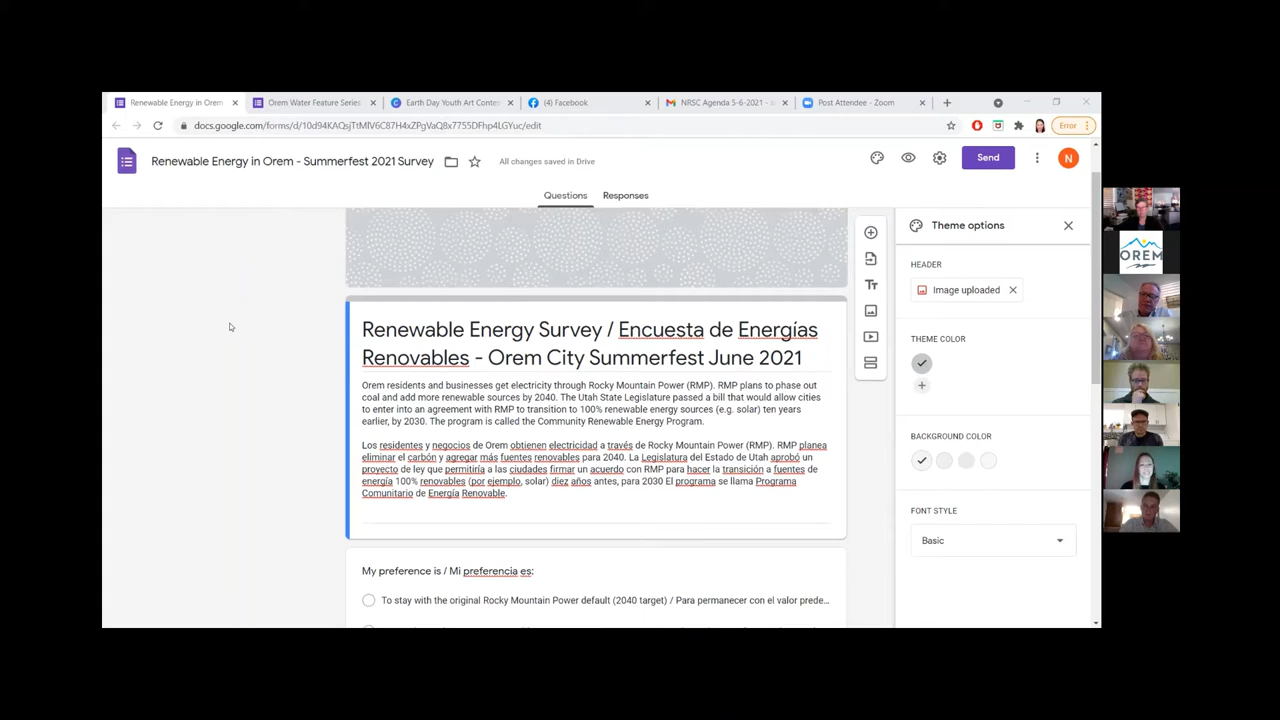 Renewable Energy in Orem
Orem Water Feature Series
Earth Day Youth Art Contes
(4) Facebook
NRSC Agenda 5-6-2021 -
Post Attendee - Zoom
docs.google.com/forms/d/10d94KAQsjTtMlV6C87H4xZPgVaQ8x7755DFhp4LGYuc/edit
Error
Renewable Energy in Orem - Summerfest 2021 Survey
All changes saved in Drive
Send
N
Questions
Responses
Theme options
OREM
HEADER
Image uploaded
Renewable Energy Survey / Encuesta de Energías
Renovables - Orem City Summerfest June 2021
THEME COLOR
Orem residents and businesses get electricity through Rocky Mountain Power (RMP). RMP plans to phase out
coal and add more renewable sources by 2040. The Utah State Legislature passed a bill that would allow cities
to enter into an agreement with RMP to transition to 100% renewable energy sources (e.g. solar) ten years
earlier, by 2030. The program is called the Community Renewable Energy Program.
BACKGROUND COLOR
Los residentes y negocios de Orem obtienen electricidad a través de Rocky Mountain Power (RMP). RMP planea
eliminar el carbón y agregar más fuentes renovables para 2040. La Legislatura del Estado de Utah aprobó un
proyecto de ley que permitiría a las ciudades firmar un acuerdo con RMP para hacer la transición a fuentes de
energía 100% renovables (por ejemplo, solar) diez años antes, para 2030 El programa se llama Programa
Comunitario de Energía Renovable.
FONT STYLE
Basic
My preference is / Mi preferencia es:
To stay with the original Rocky Mountain Power default (2040 target) / Para permanecer con el valor prede...